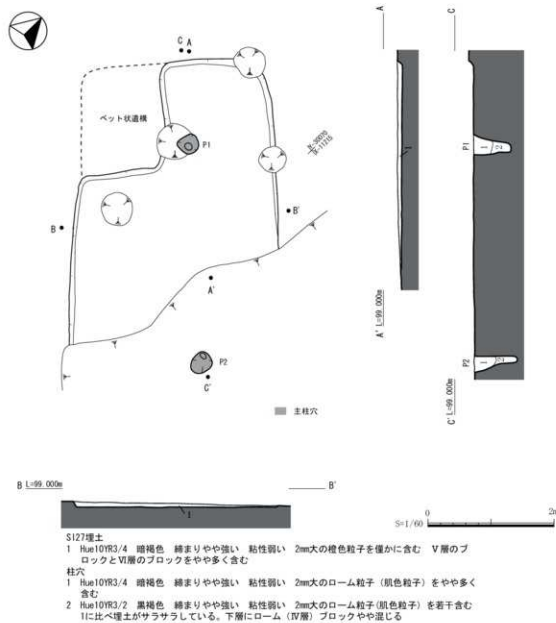 C A
ベット状遺構
P1
X-30070
B
B'
A'
P2
C'
主柱穴
A
1
A' L=99.000m
C
P1
1
2
P2
1
2
C' L=99.000m
B L=99.000m
B'
1
S=1/60
0
2m
SI27埋土
1 Hue10YR3/4 暗褐色 締まりやや強い 粘性弱い 2mm大の橙色粒子を僅かに含む Ⅴ層のブ
ロックとⅥ層のブロックをやや多く含む
柱穴
1 Hue10YR3/4 暗褐色 締まりやや強い 粘性弱い 2mm大のローム粒子(肌色粒子)をやや多く
含む
2 Hue10YR3/2 黒褐色 締まりやや強い 粘性弱い 2mm大のローム粒子(肌色粒子)を若干含む
1に比べ埋土がサラサラしている。下層にローム(Ⅳ層)ブロックやや混じる